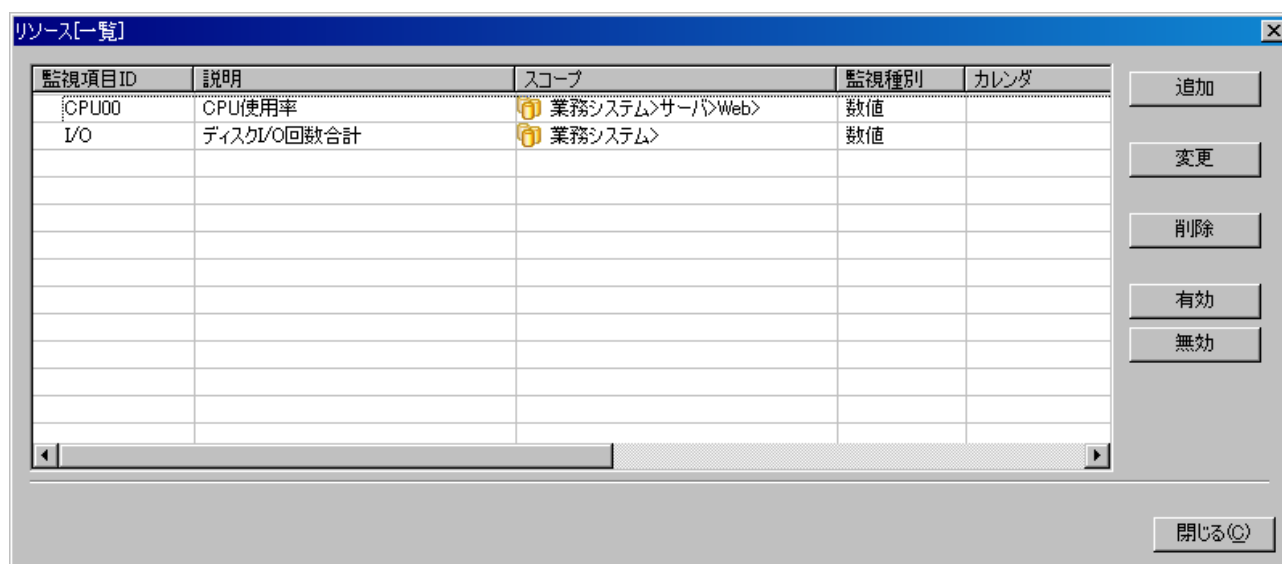 リソース[一覧]
監視項目ID 説明 スコープ 監視種別 カレンダ
CPU00 CPU使用率 業務システム>サーバ>Web> 数値
I/O ディスクI/O回数合計 業務システム> 数値
追加
変更
削除
有効
無効
閉じる(C)